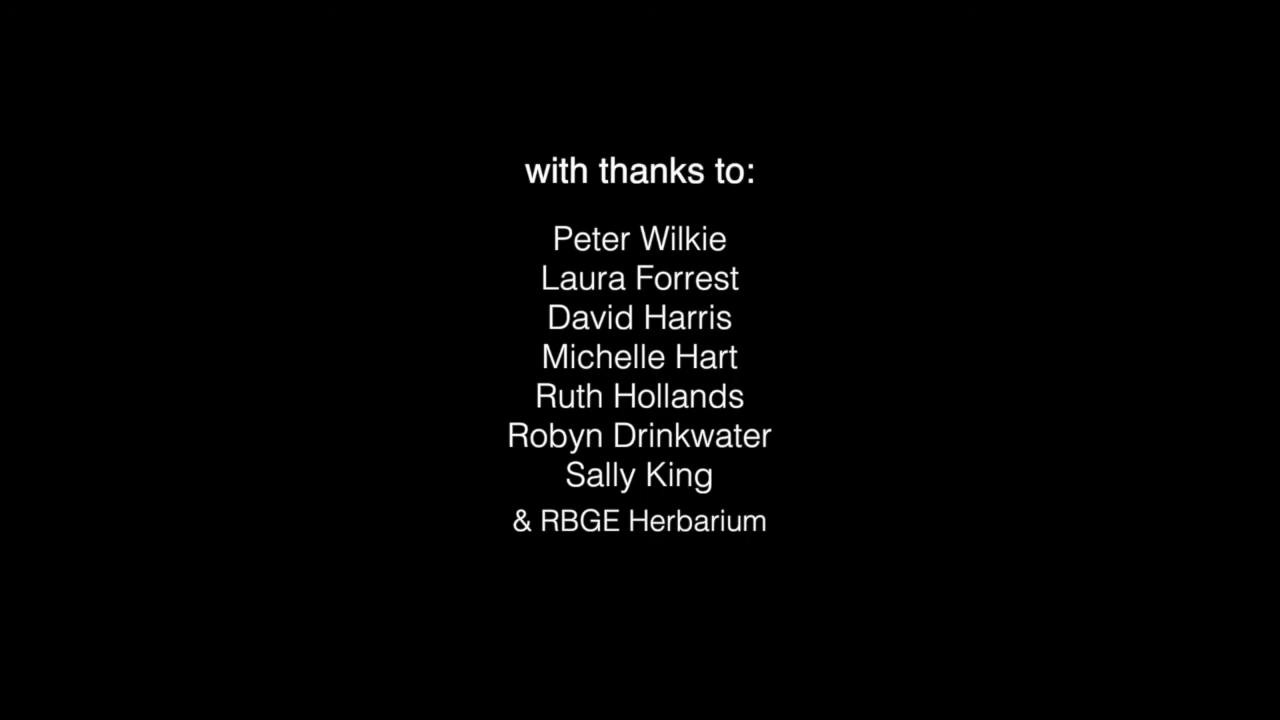 with thanks to:
Peter Wilkie
Laura Forrest
David Harris
Michelle Hart
Ruth Hollands
Robyn Drinkwater
Sally King
& RBGE Herbarium